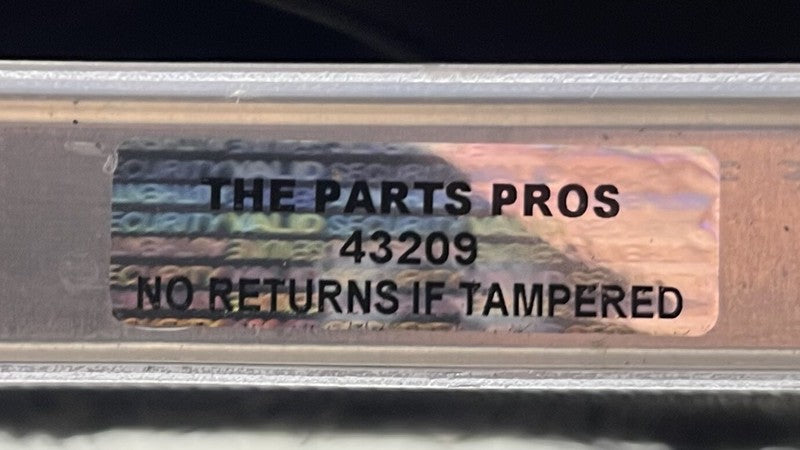 THE PARTS PROS
43209
NO RETURNS IF TAMPERED